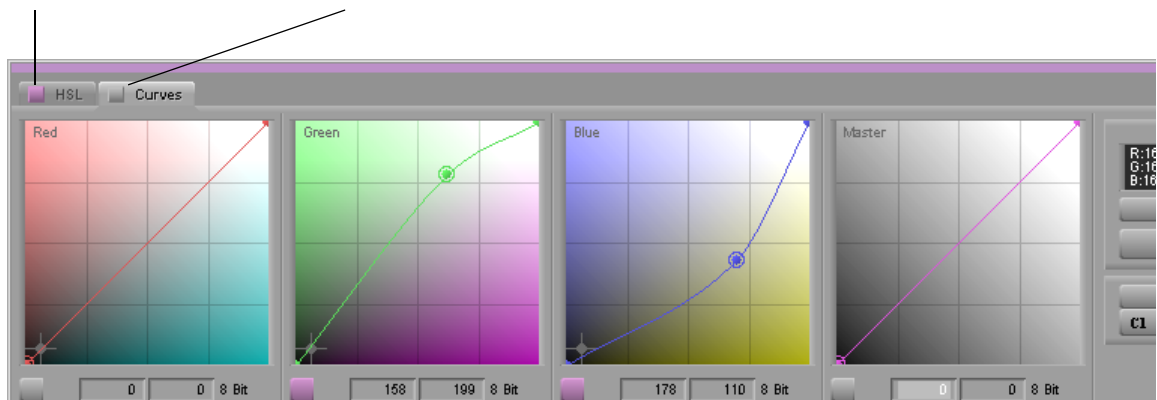 HSL
Curves
Red
Green
Blue
Master
R:16
G:16
B:16
C1
0 0 8 Bit
158 199 8 Bit
178 110 8 Bit
0 0 8 Bit